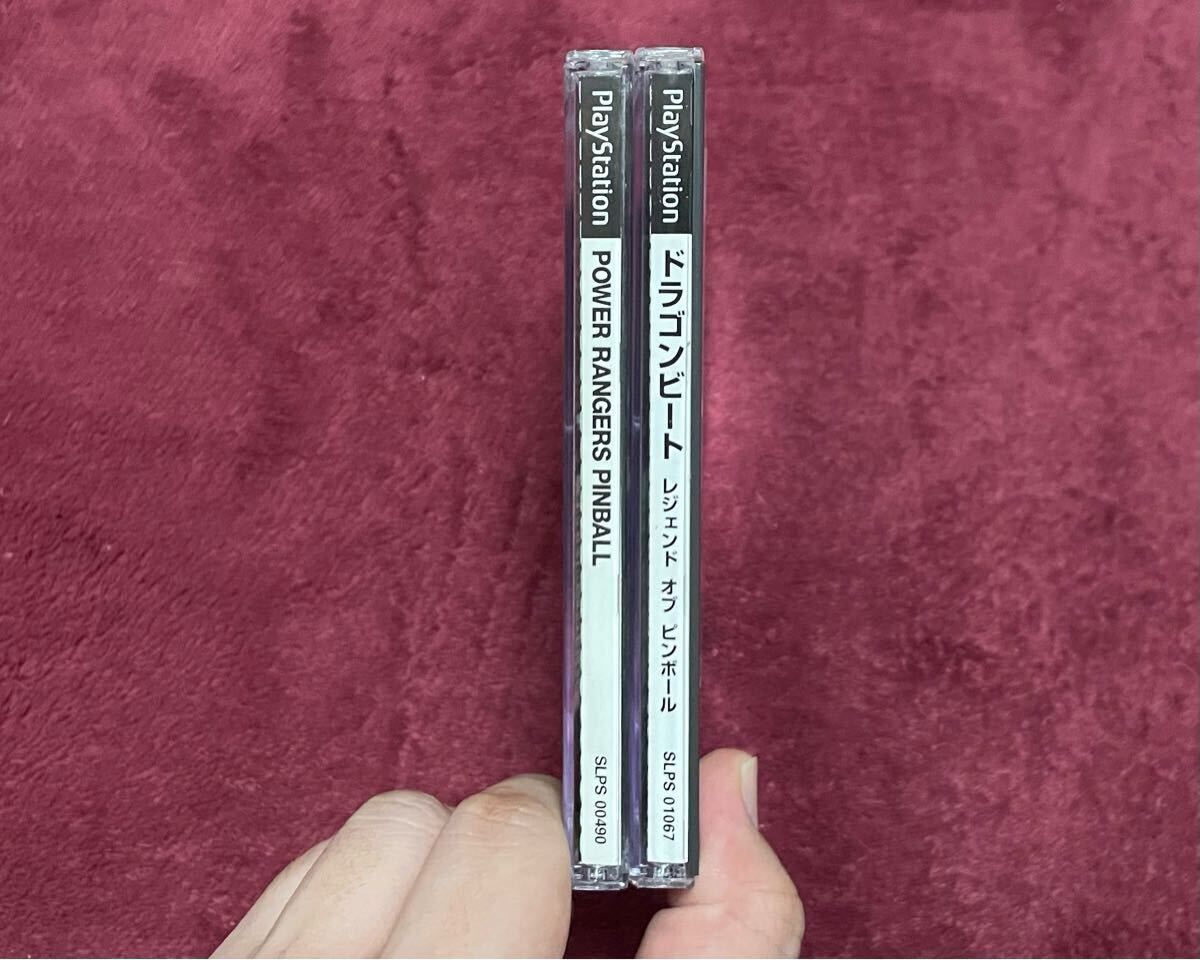 PlayStation
POWER RANGERS PINBALL
SLPS 00490
PlayStation
ドラゴンビート レジェンド オブ ピンボール
SLPS 01067